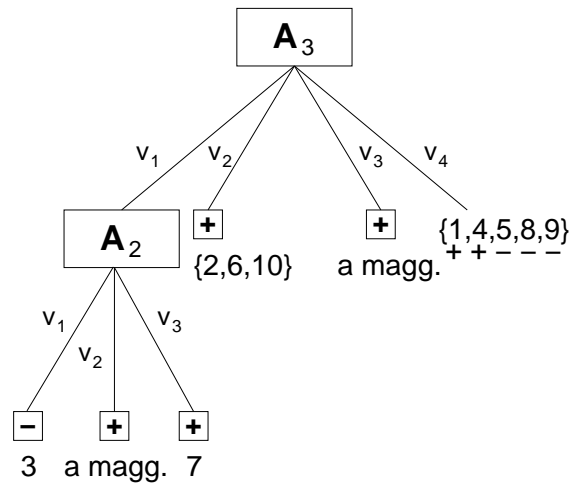 A₃
v₁ v₂ v₃ v₄
A₂ + + {1,4,5,8,9}
+ + − − −
{2,6,10} a magg.
v₁ v₂ v₃
− + +
3 a magg. 7